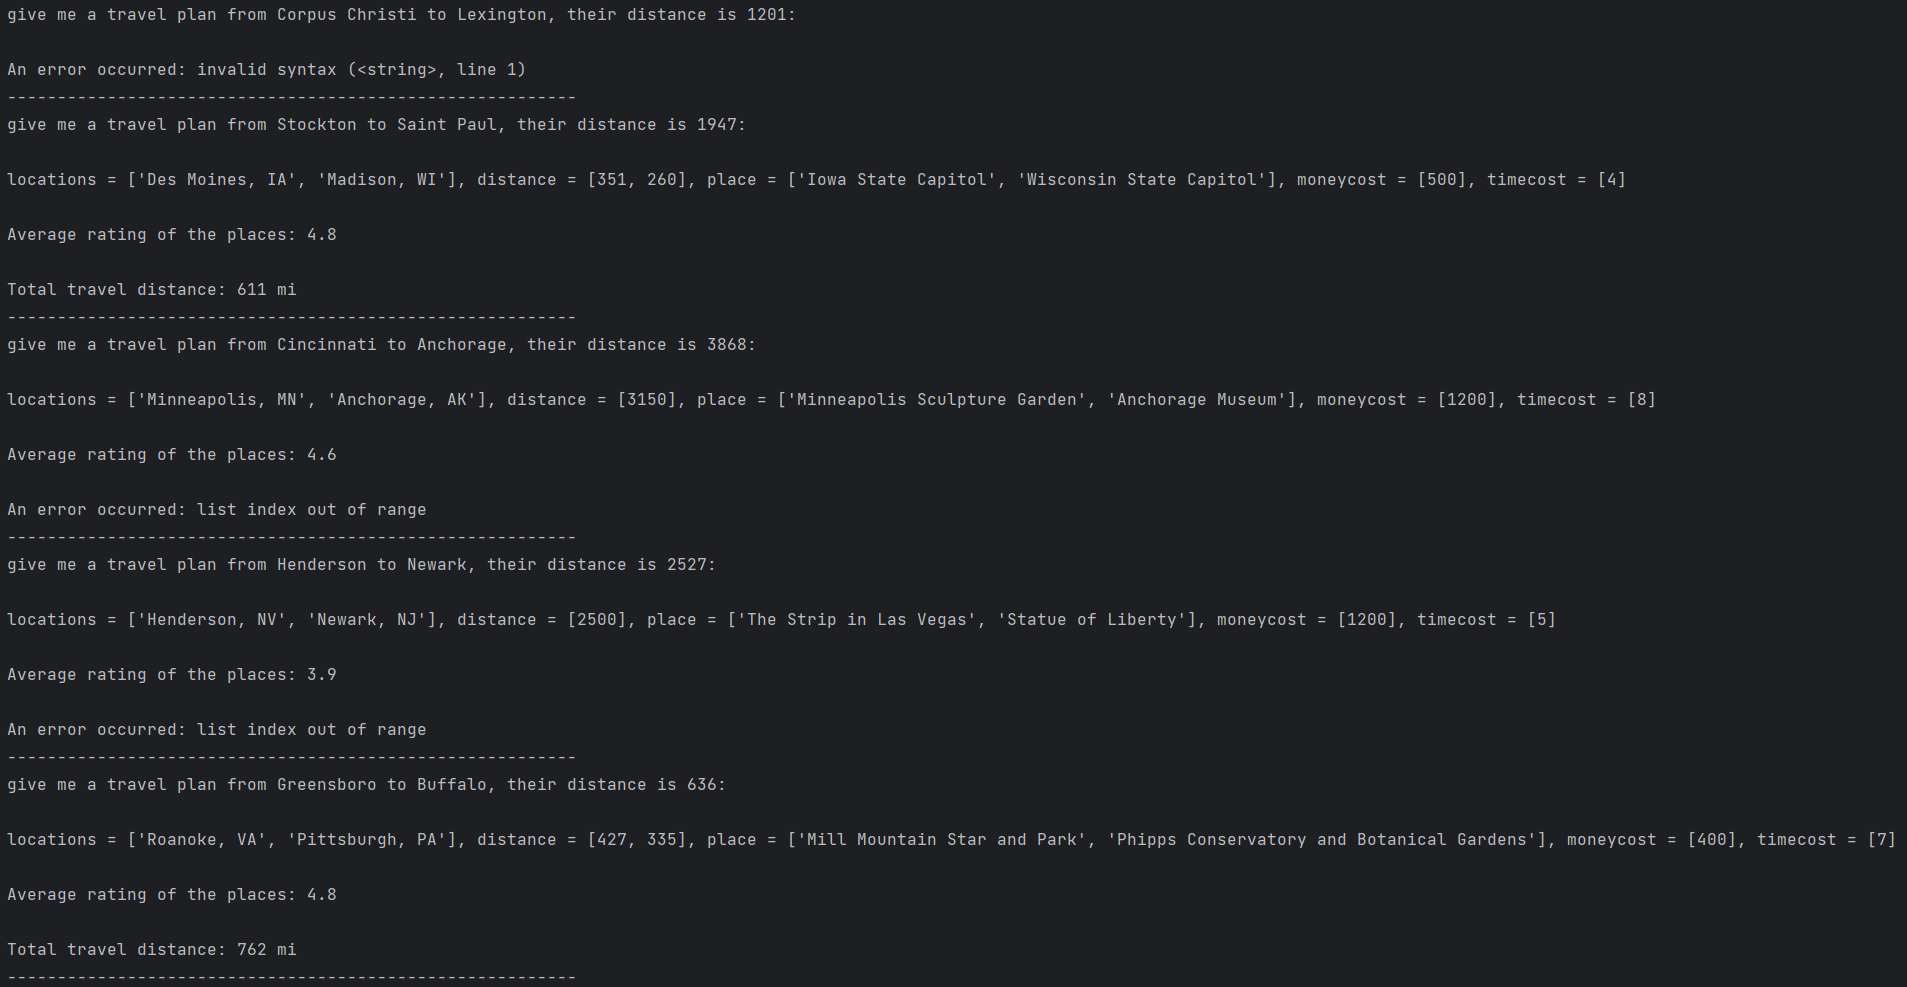 give me a travel plan from Corpus Christi to Lexington, their distance is 1201:
An error occurred: invalid syntax (<string>, line 1)
---------------------------------------------------------
give me a travel plan from Stockton to Saint Paul, their distance is 1947:
locations = ['Des Moines, IA', 'Madison, WI'], distance = [351, 260], place = ['Iowa State Capitol', 'Wisconsin State Capitol'], moneycost = [500], timecost = [4]
Average rating of the places: 4.8
Total travel distance: 611 mi
---------------------------------------------------------
give me a travel plan from Cincinnati to Anchorage, their distance is 3868:
locations = ['Minneapolis, MN', 'Anchorage, AK'], distance = [3150], place = ['Minneapolis Sculpture Garden', 'Anchorage Museum'], moneycost = [1200], timecost = [8]
Average rating of the places: 4.6
An error occurred: list index out of range
---------------------------------------------------------
give me a travel plan from Henderson to Newark, their distance is 2527:
locations = ['Henderson, NV', 'Newark, NJ'], distance = [2500], place = ['The Strip in Las Vegas', 'Statue of Liberty'], moneycost = [1200], timecost = [5]
Average rating of the places: 3.9
An error occurred: list index out of range
---------------------------------------------------------
give me a travel plan from Greensboro to Buffalo, their distance is 636:
locations = ['Roanoke, VA', 'Pittsburgh, PA'], distance = [427, 335], place = ['Mill Mountain Star and Park', 'Phipps Conservatory and Botanical Gardens'], moneycost = [400], timecost = [7]
Average rating of the places: 4.8
Total travel distance: 762 mi
---------------------------------------------------------